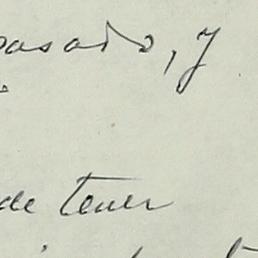 pasado, y
de tener